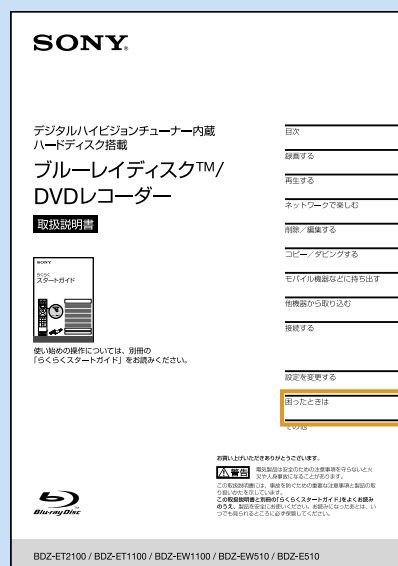 SONY®
デジタルハイビジョンチューナー内蔵
ハードディスク搭載
ブルーレイディスク™/
DVDレコーダー
取扱説明書
SONY
らくらく
スタートガイド
使い始めの操作については、別冊の
「らくらくスタートガイド」をお読みください。
目次
録画する
再生する
ネットワークで楽しむ
削除／編集する
コピー／ダビングする
モバイル機器などに持ち出す
他機器から取り込む
接続する
設定を変更する
困ったときは
その他
お買い上げいただきありがとうございます。
警告
電気製品は安全のための注意事項を守らないと火
災や人身事故になることがあります。
この取扱説明書には、事故を防ぐための重要な注意事項と製品の取
り扱いかたを示しています。
この取扱説明書と別冊の「らくらくスタートガイド」をよくお読み
のうえ、製品を安全にお使いください。お読みになったあとは、い
つでも見られるところに必ず保管してください。
Blu-ray Disc
BDZ-ET2100 / BDZ-ET1100 / BDZ-EW1100 / BDZ-EW510 / BDZ-E510